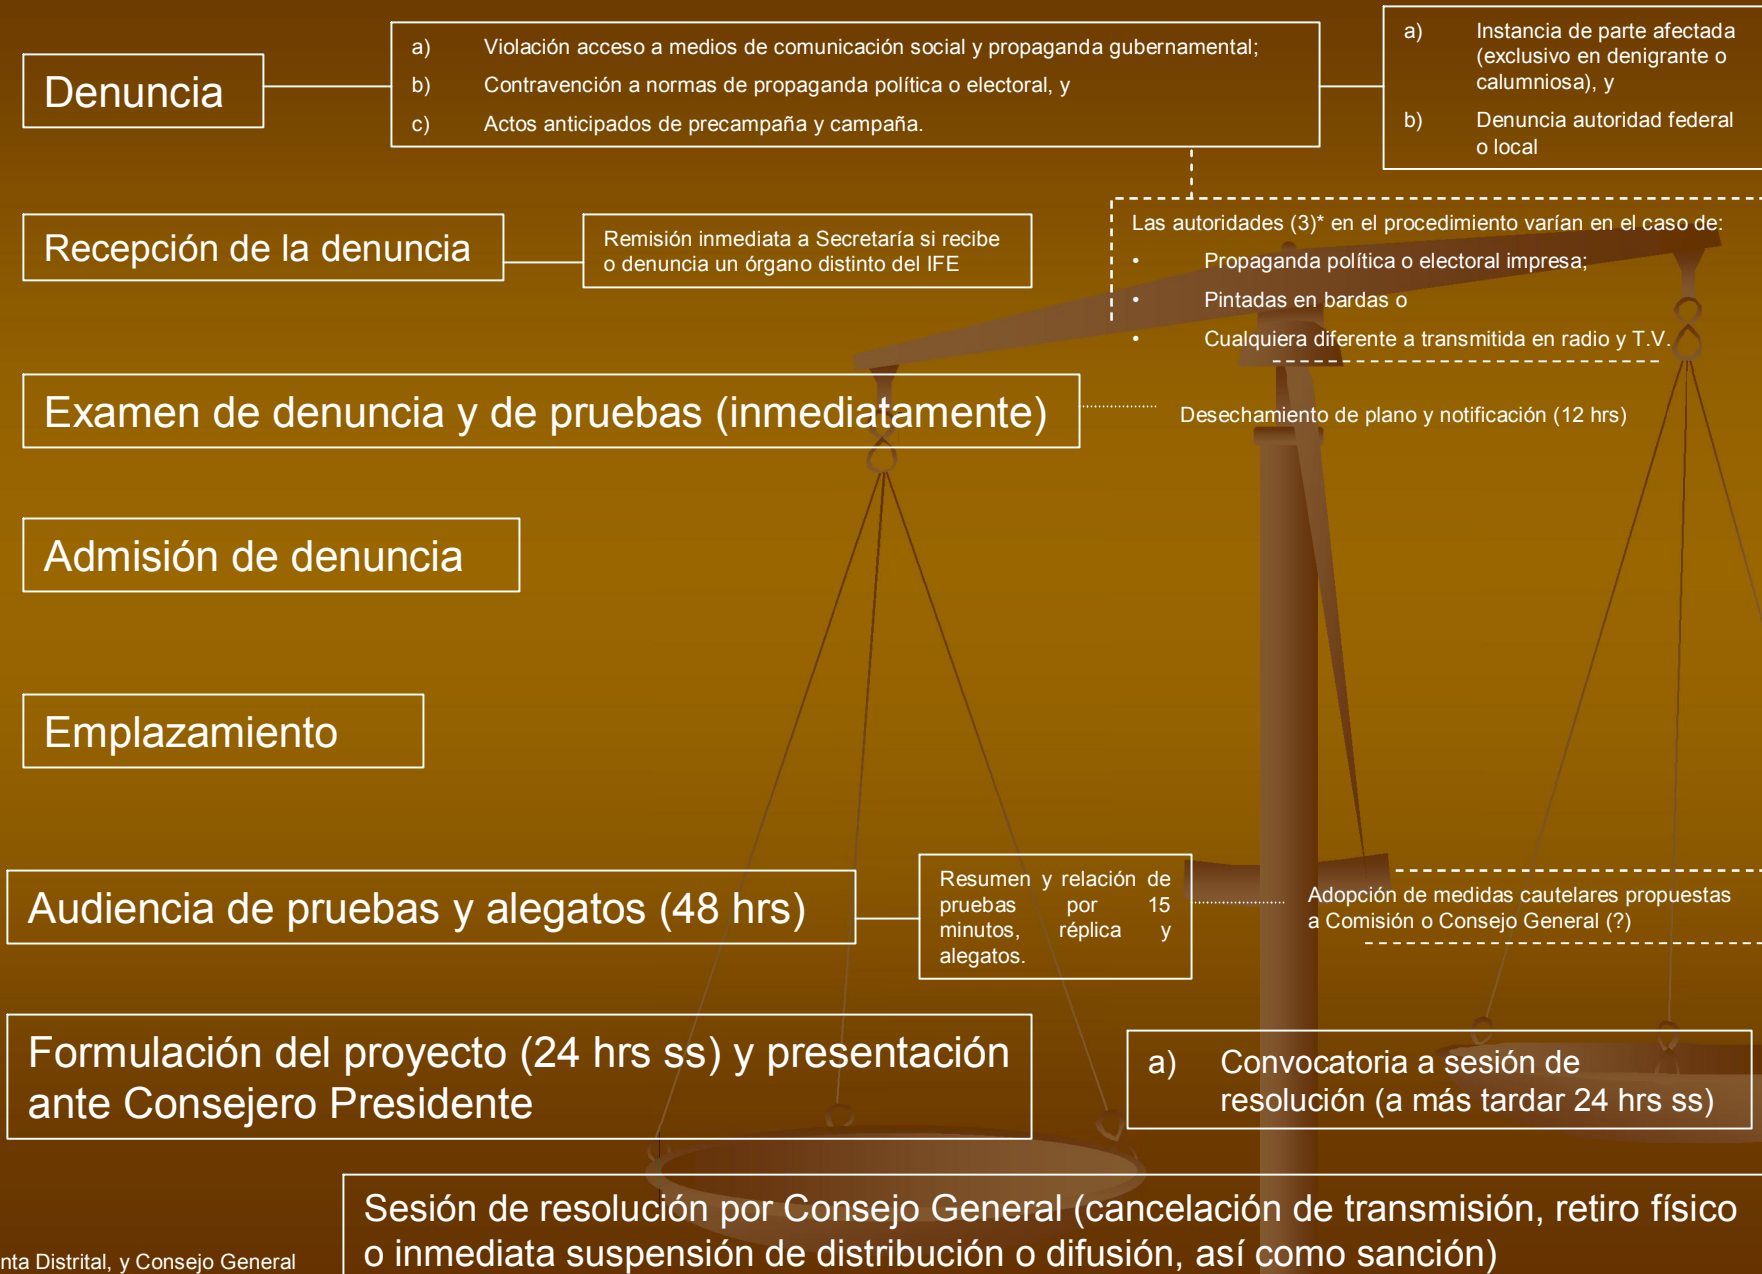 Denuncia
a) Violación acceso a medios de comunicación social y propaganda gubernamental;
b) Contravención a normas de propaganda política o electoral, y
c) Actos anticipados de precampaña y campaña.
a) Instancia de parte afectada
(exclusivo en denigrante o
calumniosa), y
b) Denuncia autoridad federal
o local
Recepción de la denuncia
Remisión inmediata a Secretaría si recibe
o denuncia un órgano distinto del IFE
Las autoridades (3)* en el procedimiento varían en el caso de:
• Propaganda política o electoral impresa;
• Pintadas en bardas o
• Cualquiera diferente a transmitida en radio y T.V.
Examen de denuncia y de pruebas (inmediatamente)
Desechamiento de plano y notificación (12 hrs)
Admisión de denuncia
Emplazamiento
Audiencia de pruebas y alegatos (48 hrs)
Resumen y relación de
pruebas por 15
minutos, réplica y
alegatos.
Adopción de medidas cautelares propuestas
a Comisión o Consejo General (?)
Formulación del proyecto (24 hrs ss) y presentación
ante Consejero Presidente
a) Convocatoria a sesión de
resolución (a más tardar 24 hrs ss)
Sesión de resolución por Consejo General (cancelación de transmisión, retiro físico
o inmediata suspensión de distribución o difusión, así como sanción)
nta Distrital, y Consejo General